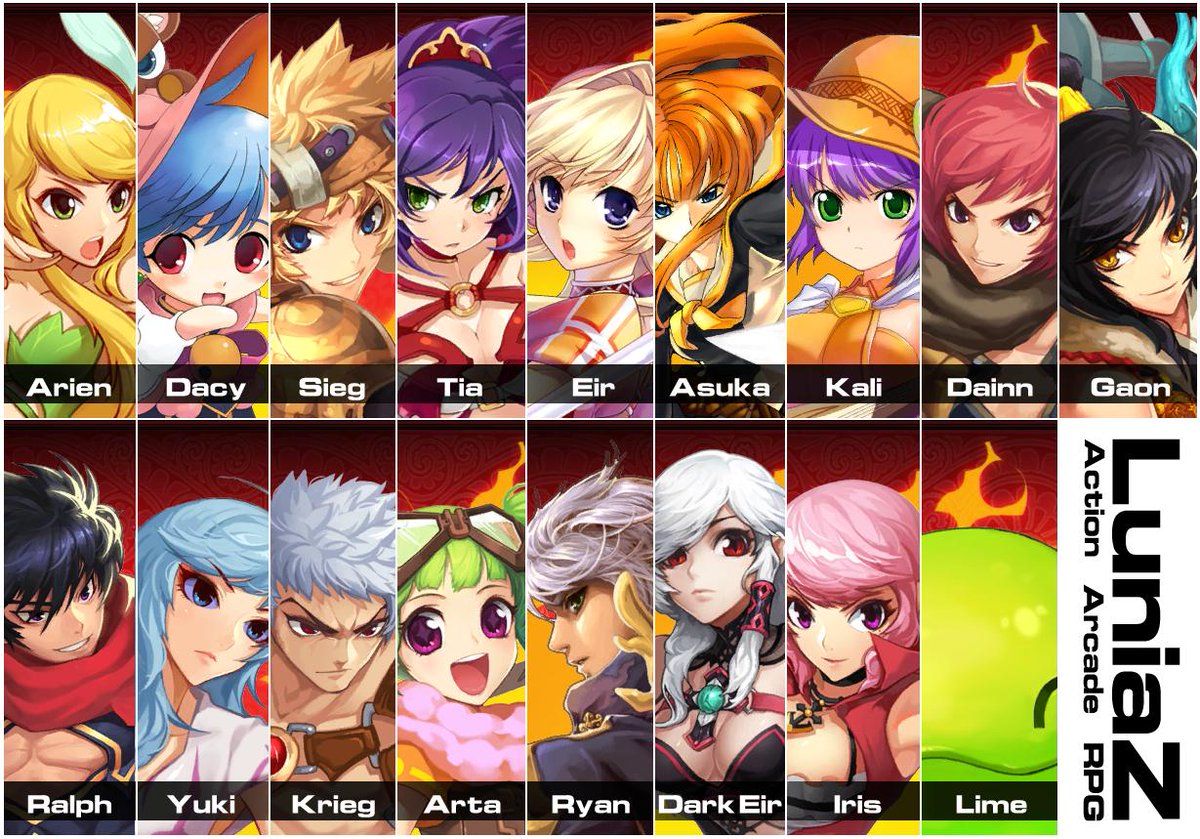 Arien
Dacy
Sieg
Tia
Eir
Asuka
Kali
Dainn
Gaon
Ralph
Yuki
Krieg
Arta
Ryan
Dark Eir
Iris
Lime
LuniaZ
Action Arcade RPG